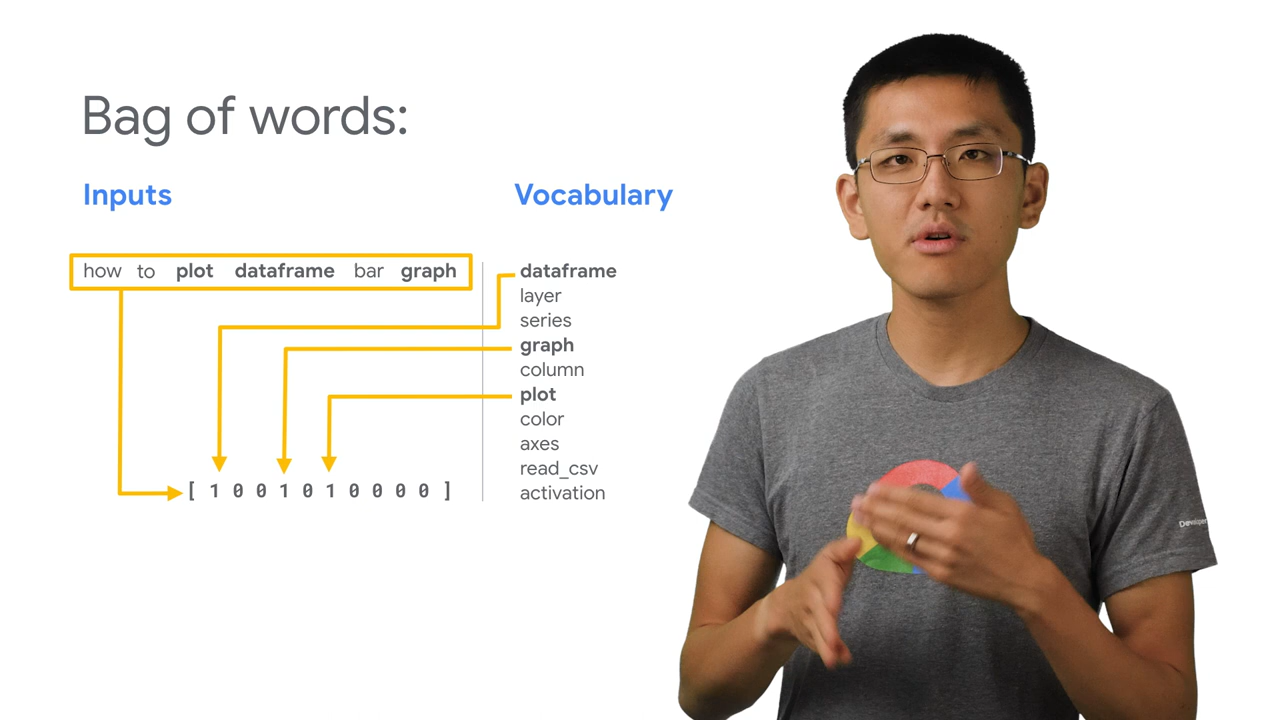 Bag of words:
Inputs
Vocabulary
how to plot dataframe bar graph
[ 1 0 0 1 0 1 0 0 0 0 ]
dataframe
layer
series
graph
column
plot
color
axes
read_csv
activation